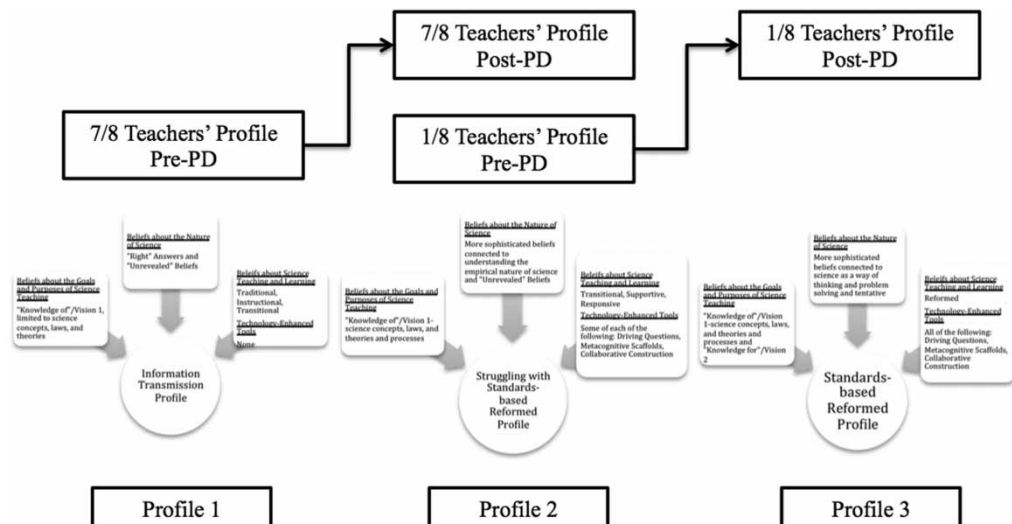 7/8 Teachers' Profile
Post-PD
1/8 Teachers' Profile
Post-PD
7/8 Teachers' Profile
Pre-PD
1/8 Teachers' Profile
Pre-PD
Beliefs about the Nature
of Science
"Right" Answers and
"Unrevealed" Beliefs
Beliefs about the Goals
and Purposes of Science
Teaching
"Knowledge of"/Vision 1,
limited to science
concepts, laws, and
theories
Beleifs about Science
Teaching and Learning
Traditional,
Instructional,
Transitional
Technology-Enhanced
Tools
None
Information
Transmission
Profile
Beliefs about the Nature of
Science
More sophisticated beliefs
connected to
understanding the
empirical nature of science
and "Unrevealed" Beliefs
Beliefs about the Goals and
Purposes of Science
Teaching
"Knowledge of"/Vision 1-
science concepts, laws, and
theories and processes
Beleifs about Science
Teaching and Learning
Transitional, Supportive,
Responsive
Technology-Enhanced Tools
Some of each of the
following: Driving Questions,
Metacognitive Scaffolds,
Collaborative Construction
Struggling with
Standards-
based
Reformed
Profile
Beliefs about the Nature of
Science
More sophisticated
beliefs connected to
science as a way of
thinking and problem
solving and tentative
Beliefs about the Goals and
Purposes of Science
Teaching
"Knowledge of"/Vision
1-science concepts, laws,
and theories and
processes and
"Knowledge for"/Vision
2
Beleifs about Science
Teaching and Learning
Reformed
Technology-Enhanced
Tools
All of the following:
Driving Questions,
Metacognitive Scaffolds,
Collaborative
Construction
Standards-
based
Reformed
Profile
Profile 1
Profile 2
Profile 3